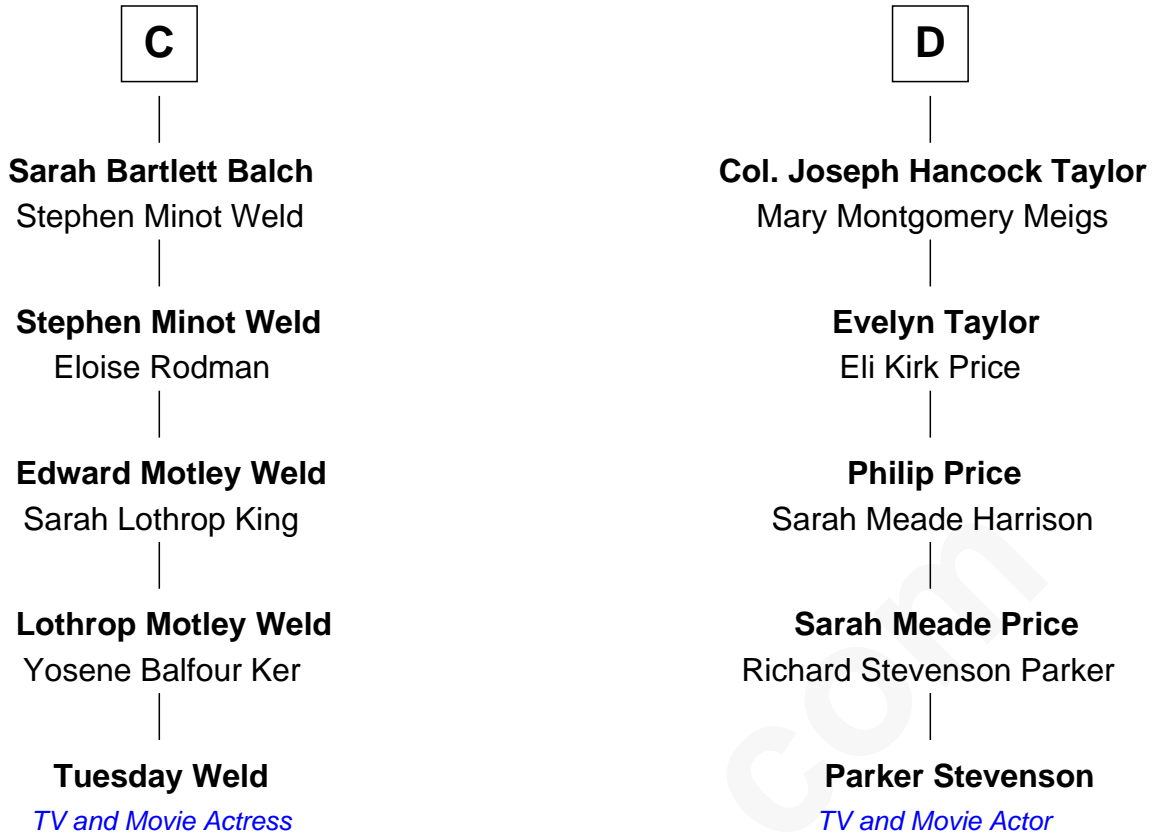 C
Sarah Bartlett Balch
Stephen Minot Weld
Stephen Minot Weld
Eloise Rodman
Edward Motley Weld
Sarah Lothrop King
Lothrop Motley Weld
Yosene Balfour Ker
Tuesday Weld
TV and Movie Actress
D
Col. Joseph Hancock Taylor
Mary Montgomery Meigs
Evelyn Taylor
Eli Kirk Price
Philip Price
Sarah Meade Harrison
Sarah Meade Price
Richard Stevenson Parker
Parker Stevenson
TV and Movie Actor
com